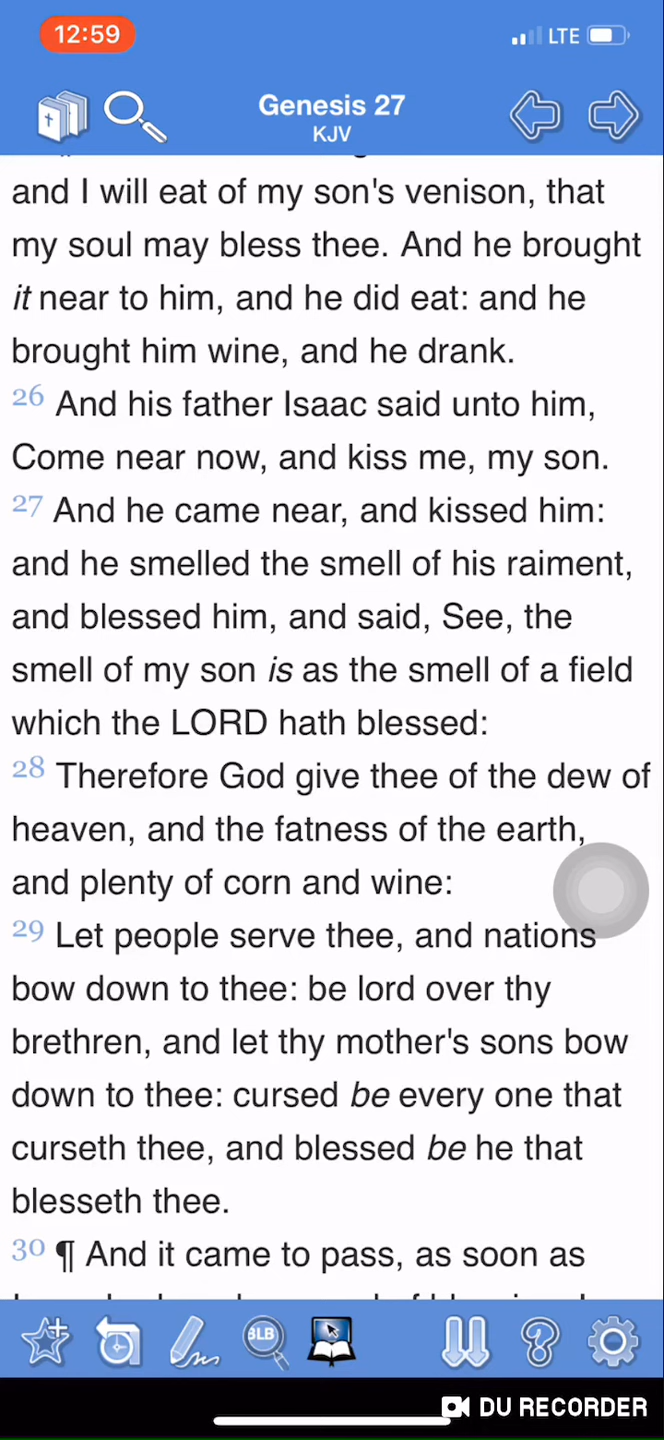 12:59
LTE
Genesis 27
KJV
and I will eat of my son's venison, that
my soul may bless thee. And he brought
it near to him, and he did eat: and he
brought him wine, and he drank.
26 And his father Isaac said unto him,
Come near now, and kiss me, my son.
27 And he came near, and kissed him:
and he smelled the smell of his raiment,
and blessed him, and said, See, the
smell of my son is as the smell of a field
which the LORD hath blessed:
28 Therefore God give thee of the dew of
heaven, and the fatness of the earth,
and plenty of corn and wine:
29 Let people serve thee, and nations
bow down to thee: be lord over thy
brethren, and let thy mother's sons bow
down to thee: cursed be every one that
curseth thee, and blessed be he that
blesseth thee.
30 ¶ And it came to pass, as soon as
BLB
DU RECORDER